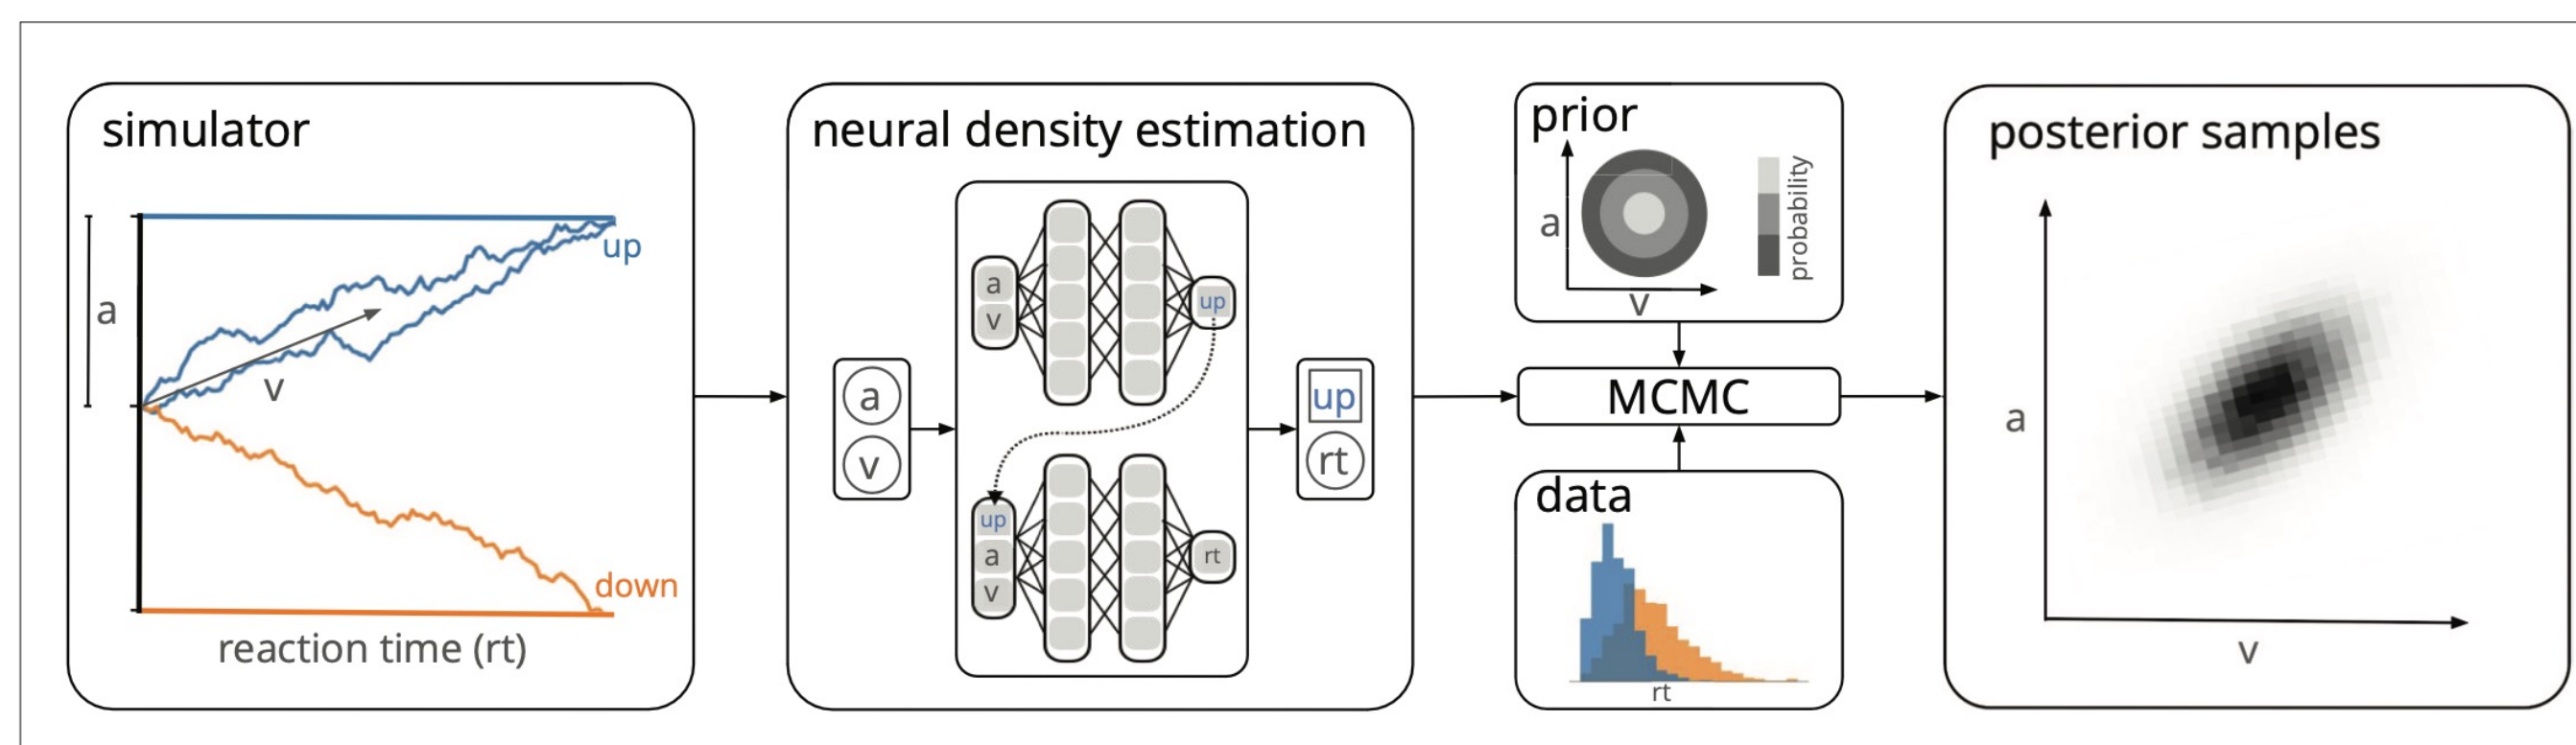 simulator
a
up
v
down
reaction time (rt)
neural density estimation
a
v
a
v
up
up
a
v
rt
up
rt
prior
a
v
probability
MCMC
data
rt
posterior samples
a
v